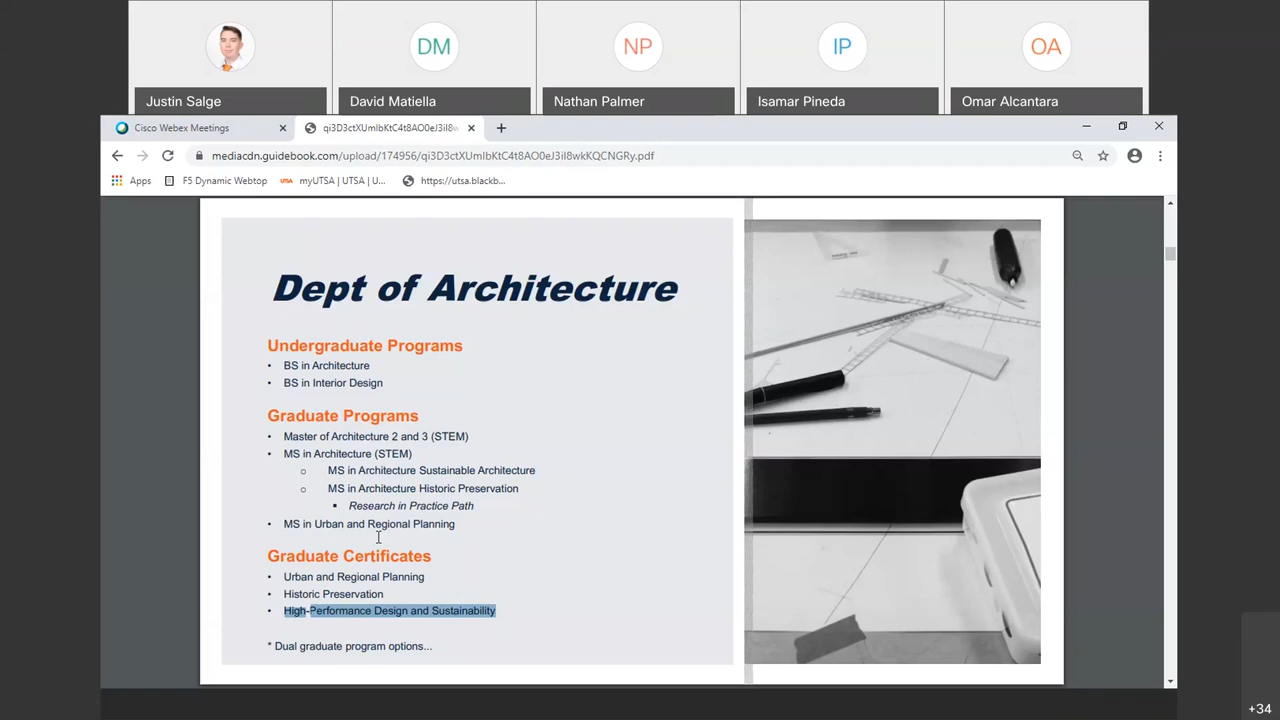 DM
NP
IP
OA
Justin Salge
David Matiella
Nathan Palmer
Isamar Pineda
Omar Alcantara
Cisco Webex Meetings
mediacdn.guidebook.com/upload/174956/qi3D3ctXUmIbKtC4t8AO0eJ3iI8wkKQCNGRy.pdf
Apps
F5 Dynamic Webtop
UTSA
myUTSA | UTSA | U...
https://utsa.blackb...
Dept of Architecture
Undergraduate Programs
• BS in Architecture
• BS in Interior Design
Graduate Programs
• Master of Architecture 2 and 3 (STEM)
• MS in Architecture (STEM)
o MS in Architecture Sustainable Architecture
o MS in Architecture Historic Preservation
▪ Research in Practice Path
• MS in Urban and Regional Planning
Graduate Certificates
• Urban and Regional Planning
• Historic Preservation
• High-Performance Design and Sustainability
* Dual graduate program options...
+34